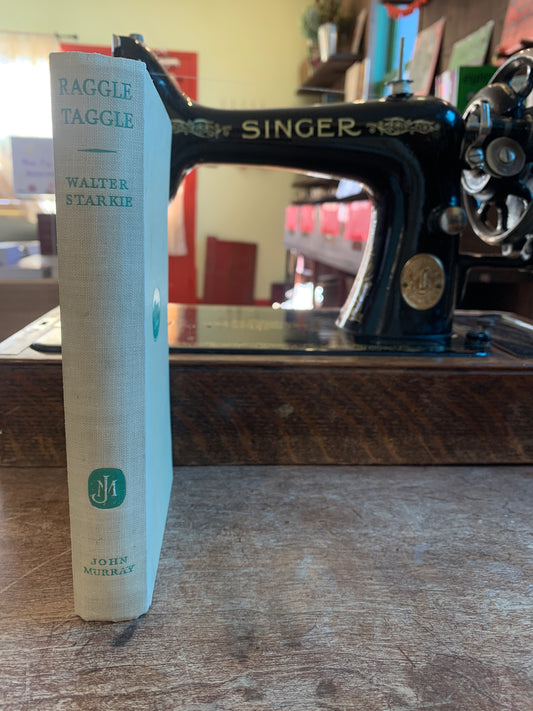 RAGGLE
TAGGLE
WALTER
STARKIE
JM
JOHN
MURRAY
SINGER